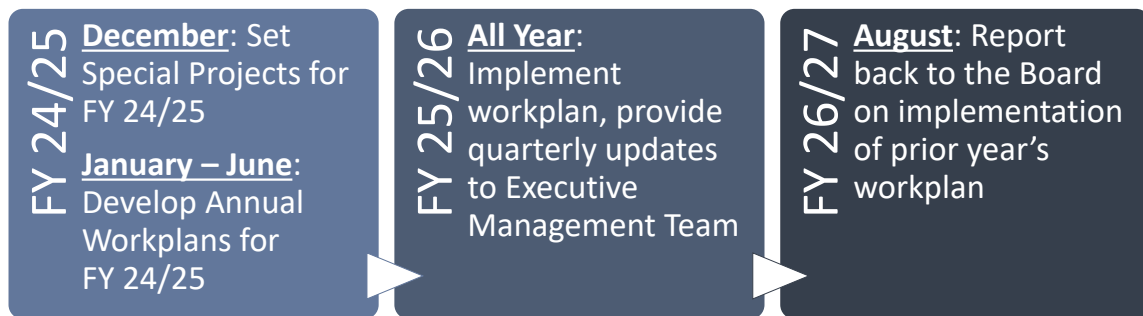 FY 24/25
December: Set
Special Projects for
FY 24/25
January – June:
Develop Annual
Workplans for
FY 24/25
FY 25/26
All Year:
Implement
workplan, provide
quarterly updates
to Executive
Management Team
FY 26/27
August: Report
back to the Board
on implementation
of prior year’s
workplan